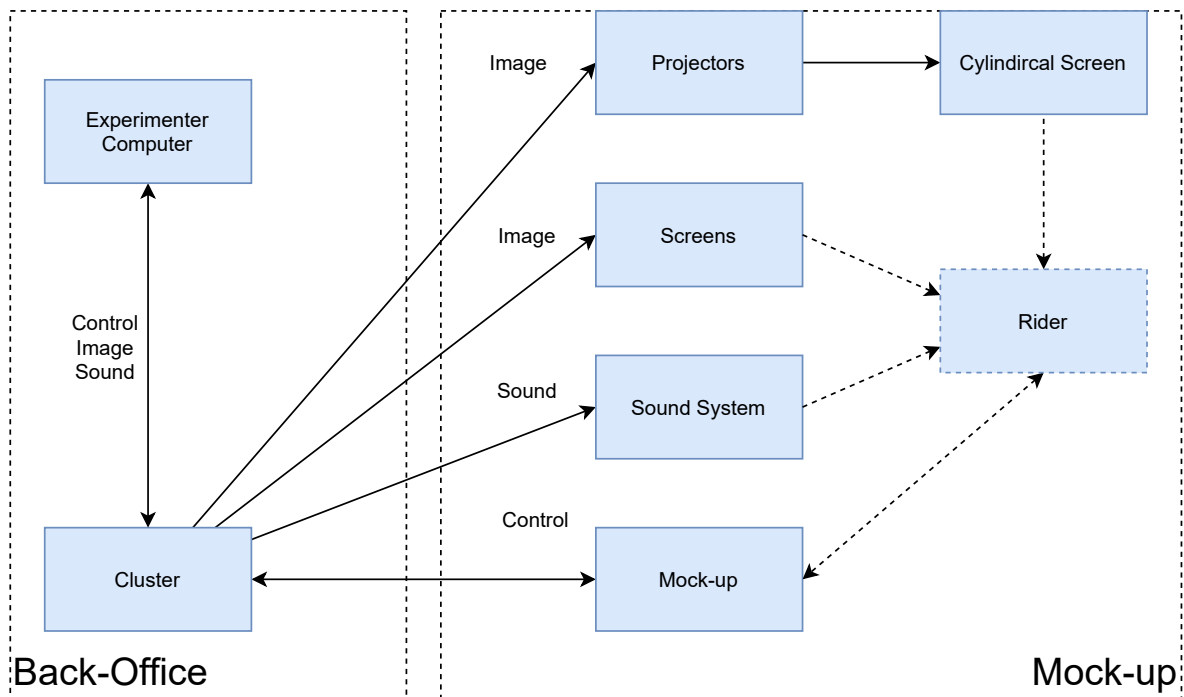 Image
Projectors
Cylindircal Screen
Experimenter
Computer
Image
Screens
Control
Image
Sound
Rider
Sound
Sound System
Control
Cluster
Mock-up
Back-Office
Mock-up